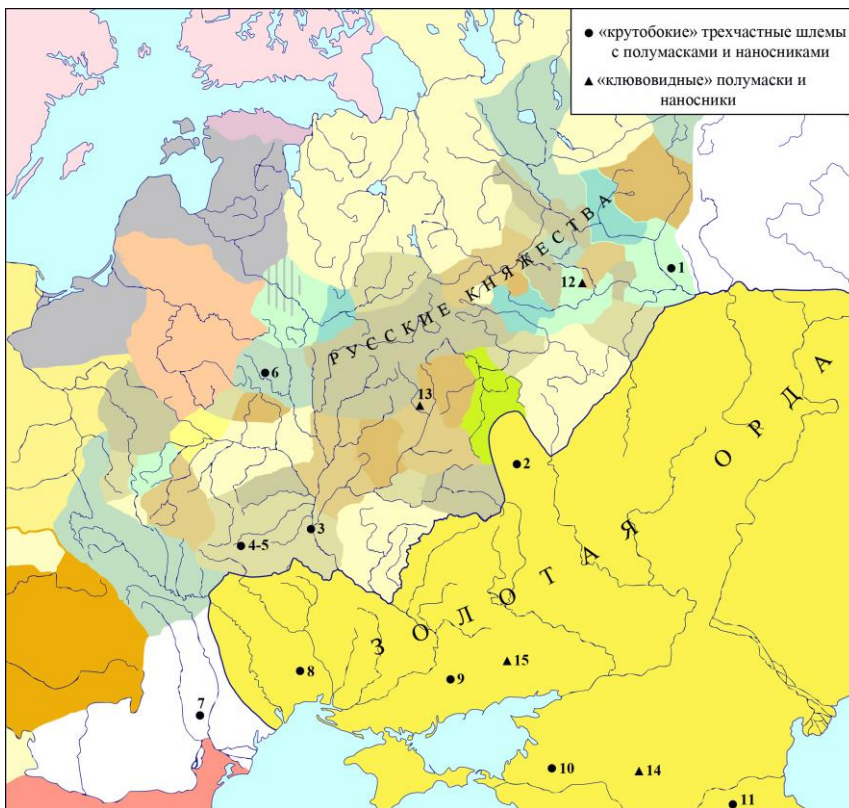 «крутобокие» трехчастные шлемы
с полумасками и наносниками
«клювовидные» полумаски и
наносники
РУССКИЕ КНЯЖЕСТВА
1
12
6
13
2
3
4-5
ЗОЛОТАЯ ОРДА
15
8
9
7
10
14
11